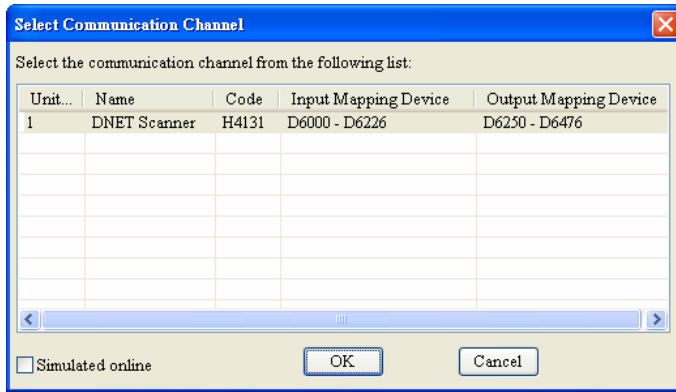 Select Communication Channel
Select the communication channel from the following list:
Unit... Name Code Input Mapping Device Output Mapping Device
1 DNET Scanner H4131 D6000 - D6226 D6250 - D6476
Simulated online OK Cancel